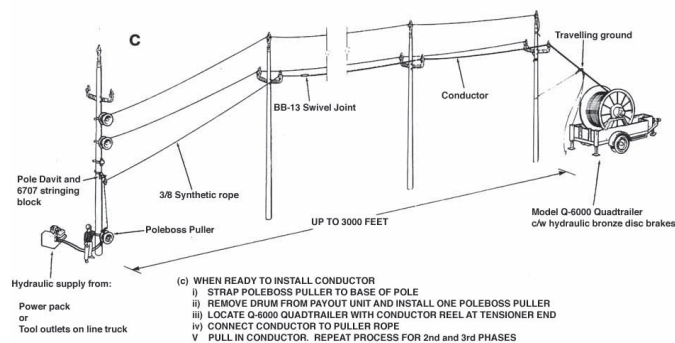 C
Travelling ground
BB-13 Swivel Joint
Conductor
Pole Davit and
6707 stringing
block
3/8 Synthetic rope
Poleboss Puller
UP TO 3000 FEET
Model Q-6000 Quadtrailer
c/w hydraulic bronze disc brakes
Hydraulic supply from:
Power pack
or
Tool outlets on line truck
(c) WHEN READY TO INSTALL CONDUCTOR
i) STRAP POLEBOSS PULLER TO BASE OF POLE
ii) REMOVE DRUM FROM PAYOUT UNIT AND INSTALL ONE POLEBOSS PULLER
iii) LOCATE Q-6000 QUADTRAILER WITH CONDUCTOR REEL AT TENSIONER END
iv) CONNECT CONDUCTOR TO PULLER ROPE
V PULL IN CONDUCTOR. REPEAT PROCESS FOR 2nd and 3rd PHASES